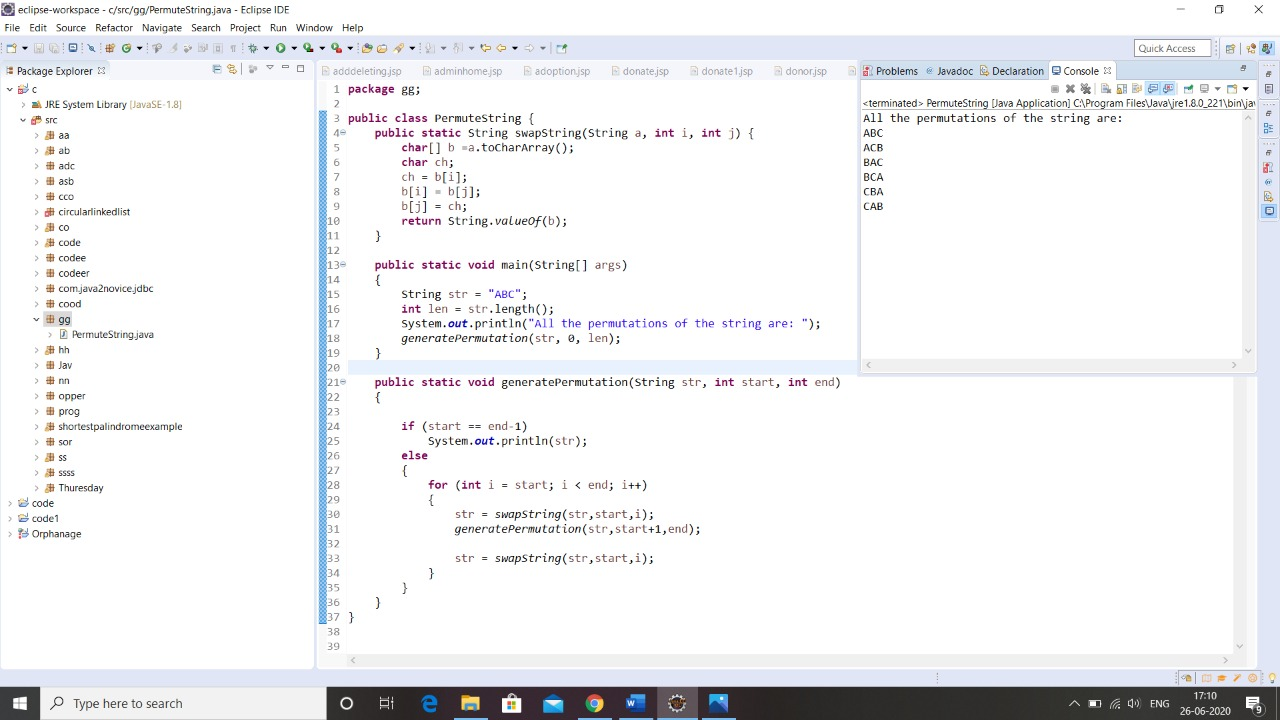 eclipse-workspace - c/src/gg/PermuteString.java - Eclipse IDE
File Edit Source Refactor Navigate Search Project Run Window Help
Quick Access
Package Explorer
c
JRE System Library [JavaSE-1.8]
src
aa
ab
adc
asb
cco
circularlinkedlist
co
code
codee
codeer
com.java2novice.jdbc
cood
gg
PermuteString.java
hh
Jav
nn
opper
prog
shortestpalindromeexample
sor
ss
ssss
Thuresday
code
code1
Orphanage
adddeleting.jsp adminhome.jsp adoption.jsp donate.jsp donate1.jsp donor.jsp
1 package gg;
2
3 public class PermuteString {
4 public static String swapString(String a, int i, int j) {
5 char[] b =a.toCharArray();
6 char ch;
7 ch = b[i];
8 b[i] = b[j];
9 b[j] = ch;
10 return String.valueOf(b);
11 }
12
13 public static void main(String[] args)
14 {
15 String str = "ABC";
16 int len = str.length();
17 System.out.println("All the permutations of the string are: ");
18 generatePermutation(str, 0, len);
19 }
20
21 public static void generatePermutation(String str, int start, int end)
22 {
23
24 if (start == end-1)
25 System.out.println(str);
26 else
27 {
28 for (int i = start; i < end; i++)
29 {
30 str = swapString(str,start,i);
31 generatePermutation(str,start+1,end);
32
33 str = swapString(str,start,i);
34 }
35 }
36 }
37 }
38
39
Problems Javadoc Declaration Console
<terminated> PermuteString [Java Application] C:\Program Files\Java\jre1.8.0_221\bin\jav
All the permutations of the string are:
ABC
ACB
BAC
BCA
CBA
CAB
Type here to search
ENG
17:10
26-06-2020
9